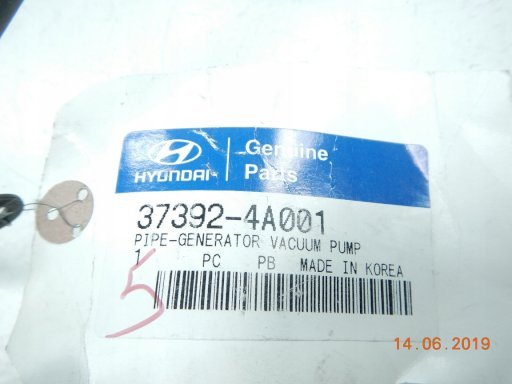 Genuine
HYUNDAI Parts
37392-4A001
PIPE-GENERATOR VACUUM PUMP
1 PC PB MADE IN KOREA
5
14.06.2019